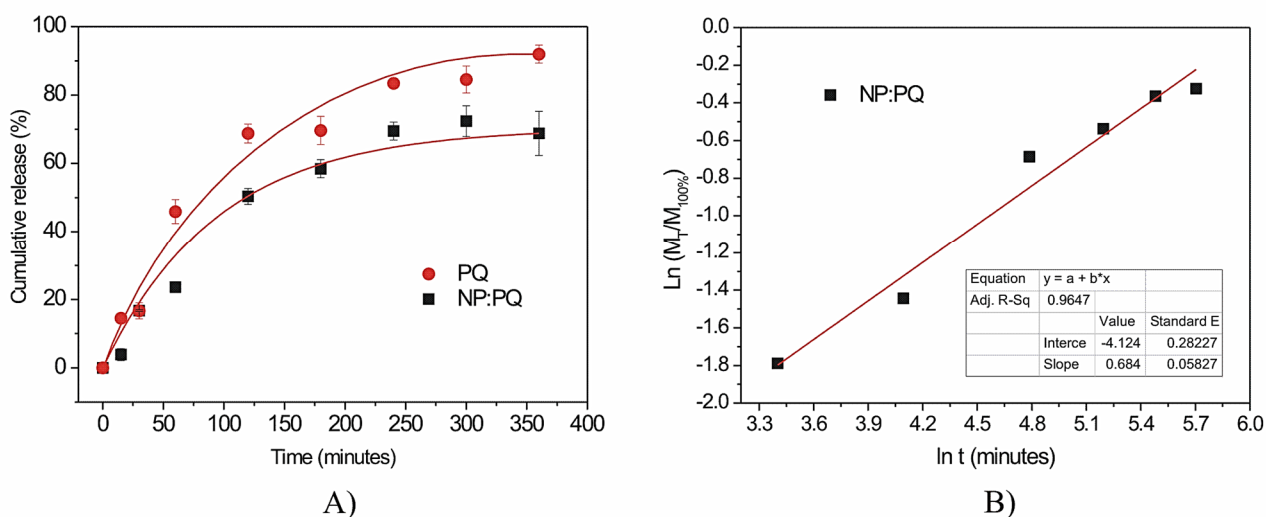 Cumulative release (%)
100
80
60
40
20
0
PQ
NP:PQ
0 50 100 150 200 250 300 350 400
Time (minutes)
A)
Ln (M_T/M_100%)
0.0
-0.2
-0.4
-0.6
-0.8
-1.0
-1.2
-1.4
-1.6
-1.8
-2.0
NP:PQ
Equation y = a + b*x
Adj. R-Sq 0.9647
Value Standard E
Interce -4.124 0.28227
Slope 0.684 0.05827
3.3 3.6 3.9 4.2 4.5 4.8 5.1 5.4 5.7 6.0
ln t (minutes)
B)